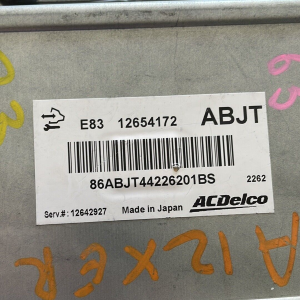 E83 12654172 ABJT
86ABJT44226201BS 2262
Serv.#: 12642927 Made in Japan ACDelco
A12XER